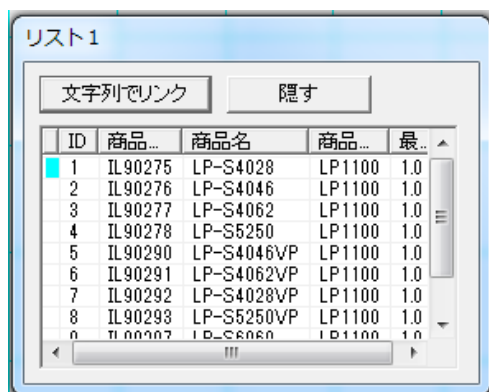 リスト1
文字列でリンク 隠す
ID 商品... 商品名 商品... 最..
1 IL90275 LP-S4028 LP1100 1.0
2 IL90276 LP-S4046 LP1100 1.0
3 IL90277 LP-S4062 LP1100 1.0
4 IL90278 LP-S5250 LP1100 1.0
5 IL90290 LP-S4046VP LP1100 1.0
6 IL90291 LP-S4062VP LP1100 1.0
7 IL90292 LP-S4028VP LP1100 1.0
8 IL90293 LP-S5250VP LP1100 1.0